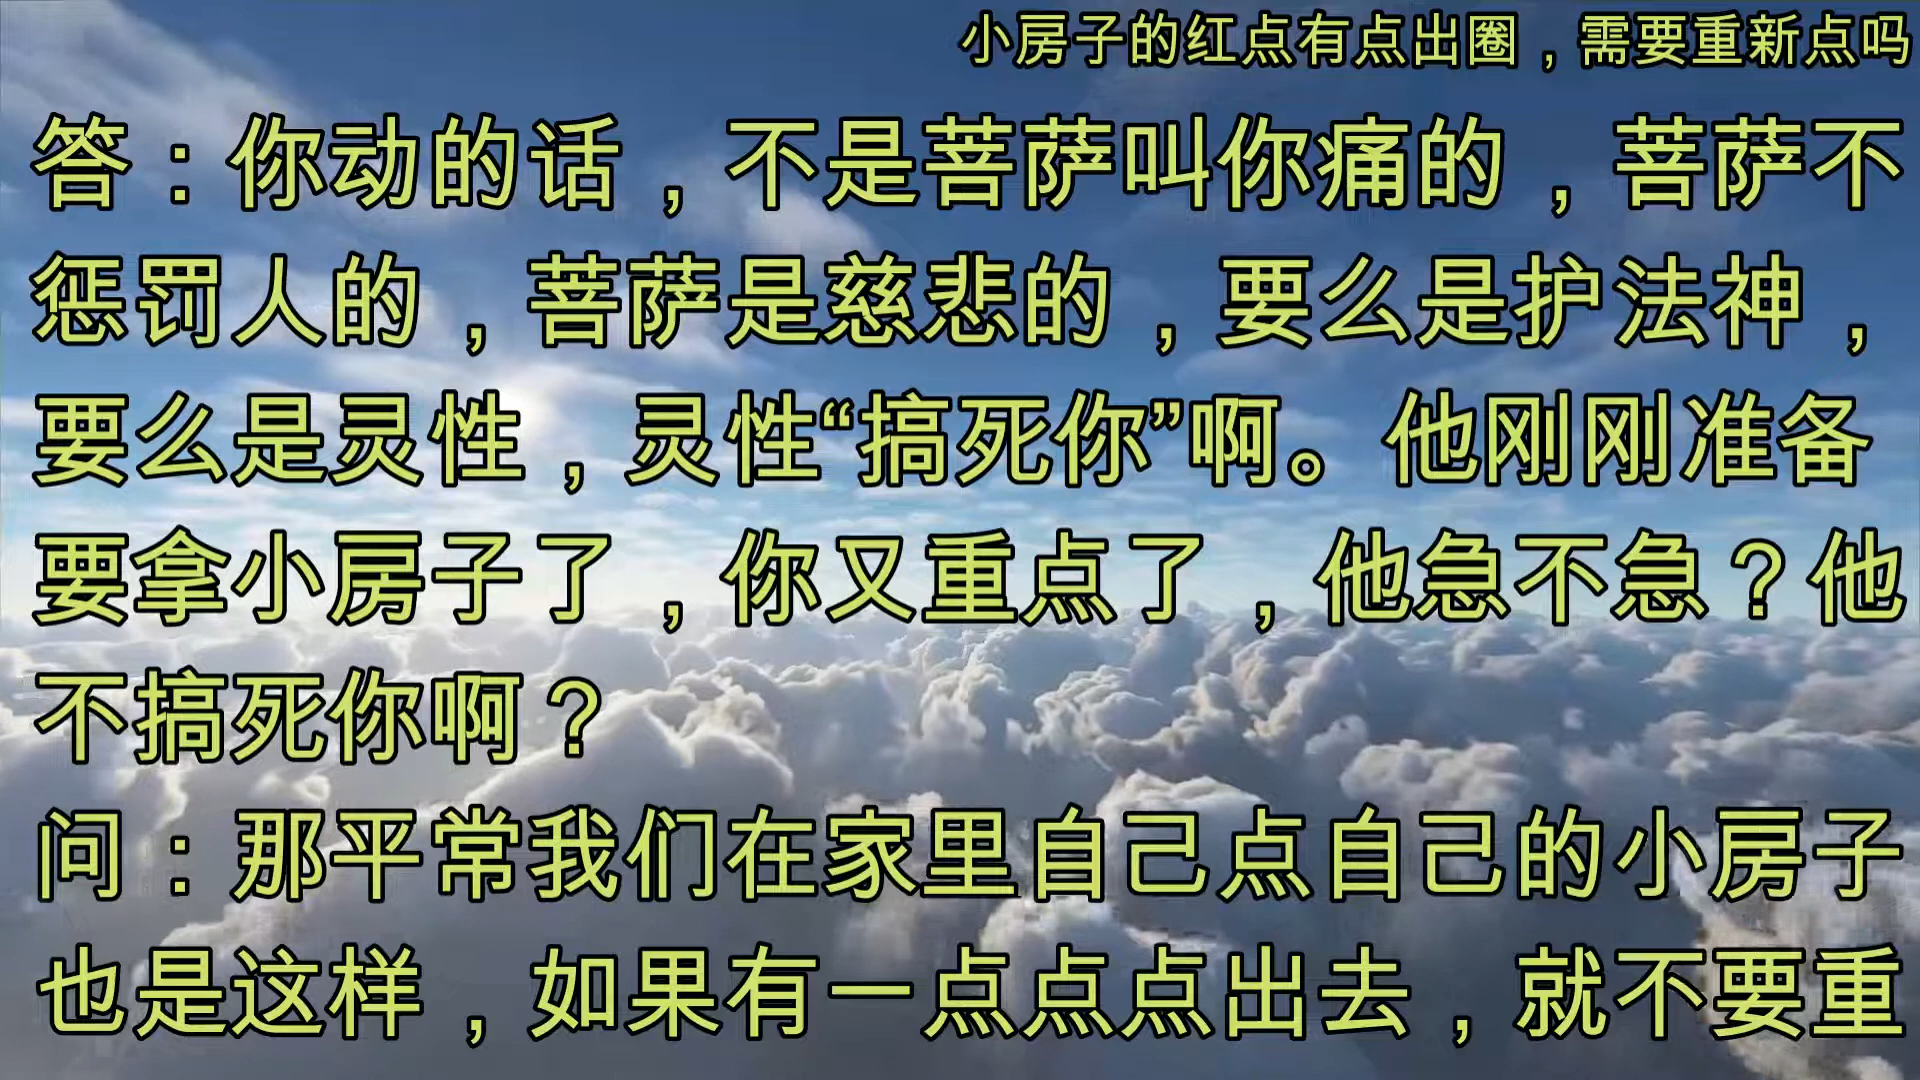 小房子的红点有点出圈，需要重新点吗
答：你动的话，不是菩萨叫你痛的，菩萨不
惩罚人的，菩萨是慈悲的，要么是护法神，
要么是灵性，灵性“搞死你”啊。他刚刚准备
要拿小房子了，你又重点了，他急不急？他
不搞死你啊？
问：那平常我们在家里自己点自己的小房子
也是这样，如果有一点点点出去，就不要重